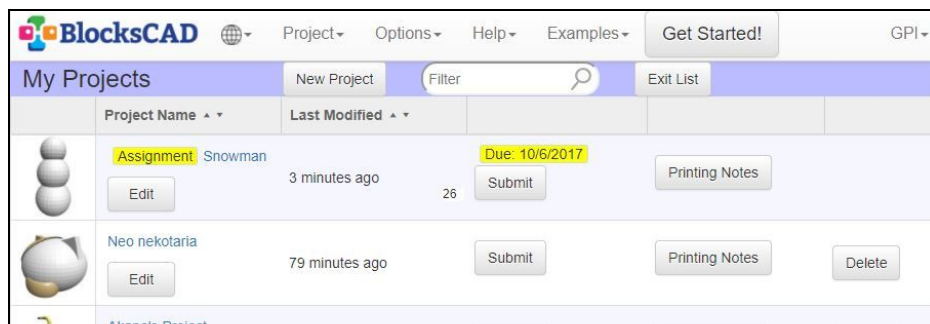 BlocksCAD Project Options Help Examples Get Started! GPI
My Projects New Project Filter Exit List
Project Name Last Modified
Assignment Snowman Due: 10/6/2017
3 minutes ago 26 Submit Printing Notes
Edit
Neo nekotaria
79 minutes ago Submit Printing Notes Delete
Edit